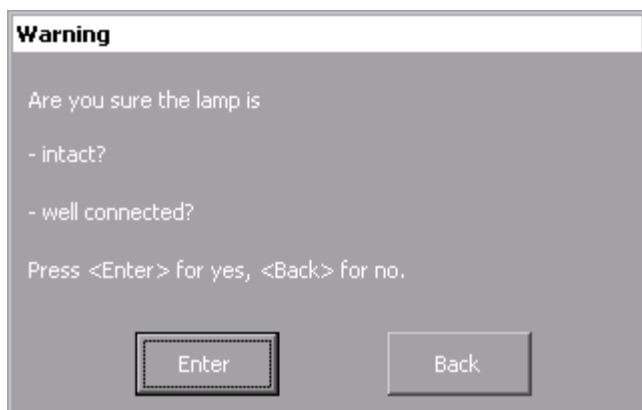 Warning
Are you sure the lamp is
- intact?
- well connected?
Press <Enter> for yes, <Back> for no.
Enter
Back